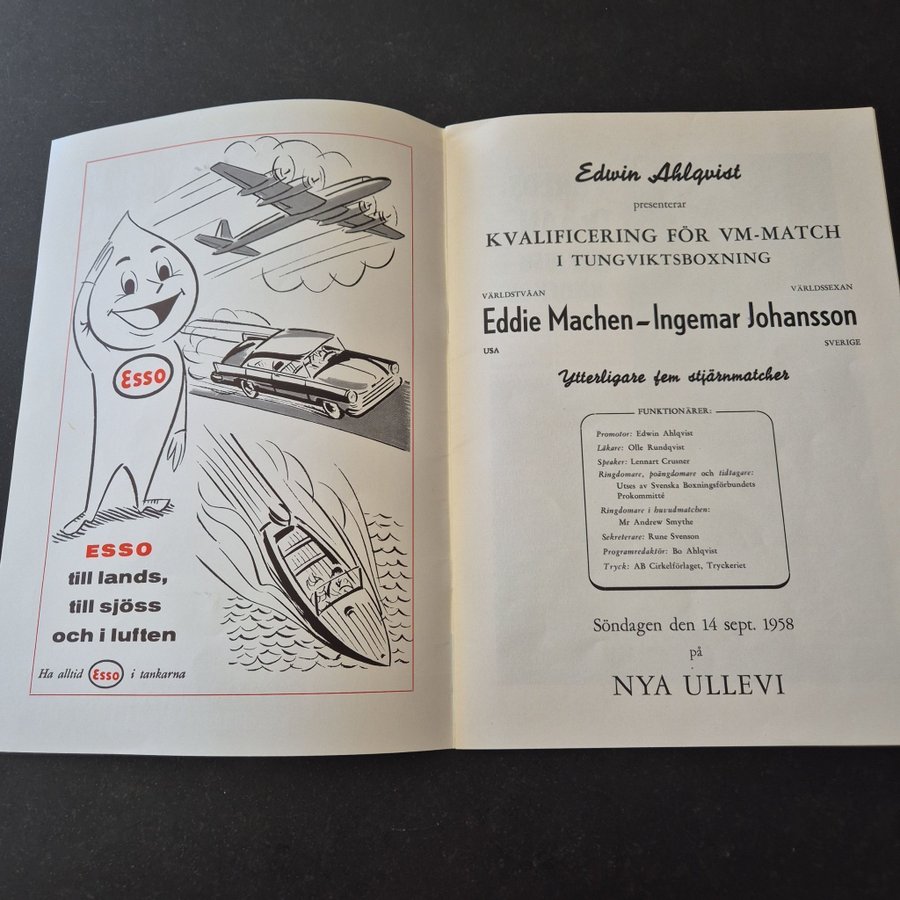 Esso
ESSO
till lands,
till sjöss
och i luften
Ha alltid Esso i tankarna
Edwin Ahlqvist
presenterar
KVALIFICERING FÖR VM-MATCH
I TUNGVIKTSBOXNING
VÄRLDSTVÅAN VÄRLDSSEXAN
Eddie Machen – Ingemar Johansson
USA SVERIGE
Ytterligare fem stjärnmatcher
FUNKTIONÄRER:
Promotor: Edwin Ahlqvist
Läkare: Olle Rundqvist
Speaker: Lennart Crusner
Ringdomare, poängdomare och tidtagare:
Utses av Svenska Boxningsförbundets
Prokommitté
Ringdomare i huvudmatchen:
Mr Andrew Smythe
Sekreterare: Rune Svenson
Programredaktör: Bo Ahlqvist
Tryck: AB Cirkelförlaget, Tryckeriet
Söndagen den 14 sept. 1958
på
NYA ULLEVI